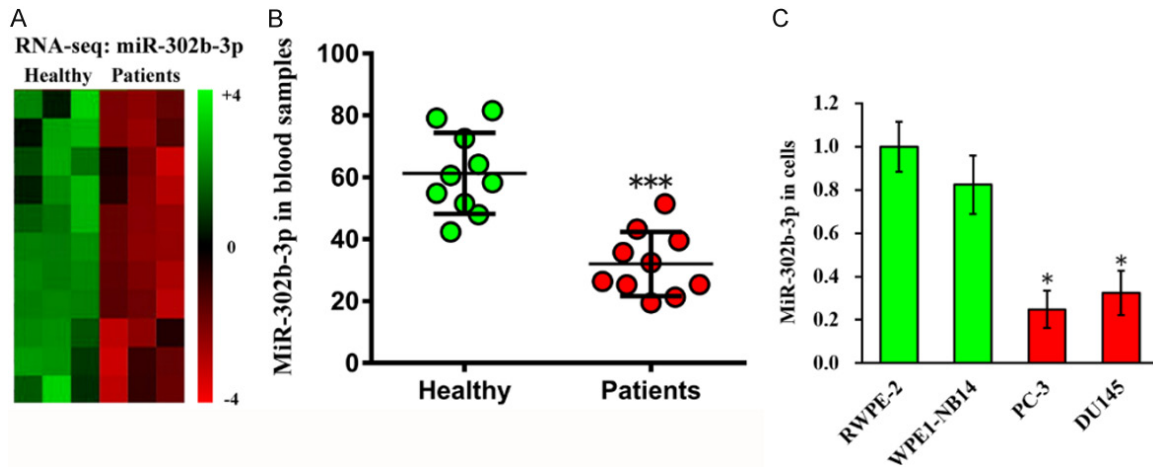 A
RNA-seq: miR-302b-3p
Healthy Patients
+4
0
-4
B
MiR-302b-3p in blood samples
100
80
60
40
20
0
***
Healthy
Patients
C
MiR-302b-3p in cells
1.2
1.0
0.8
0.6
0.4
0.2
0.0
*
*
RWPE-2
WPE1-NB14
PC-3
DU145